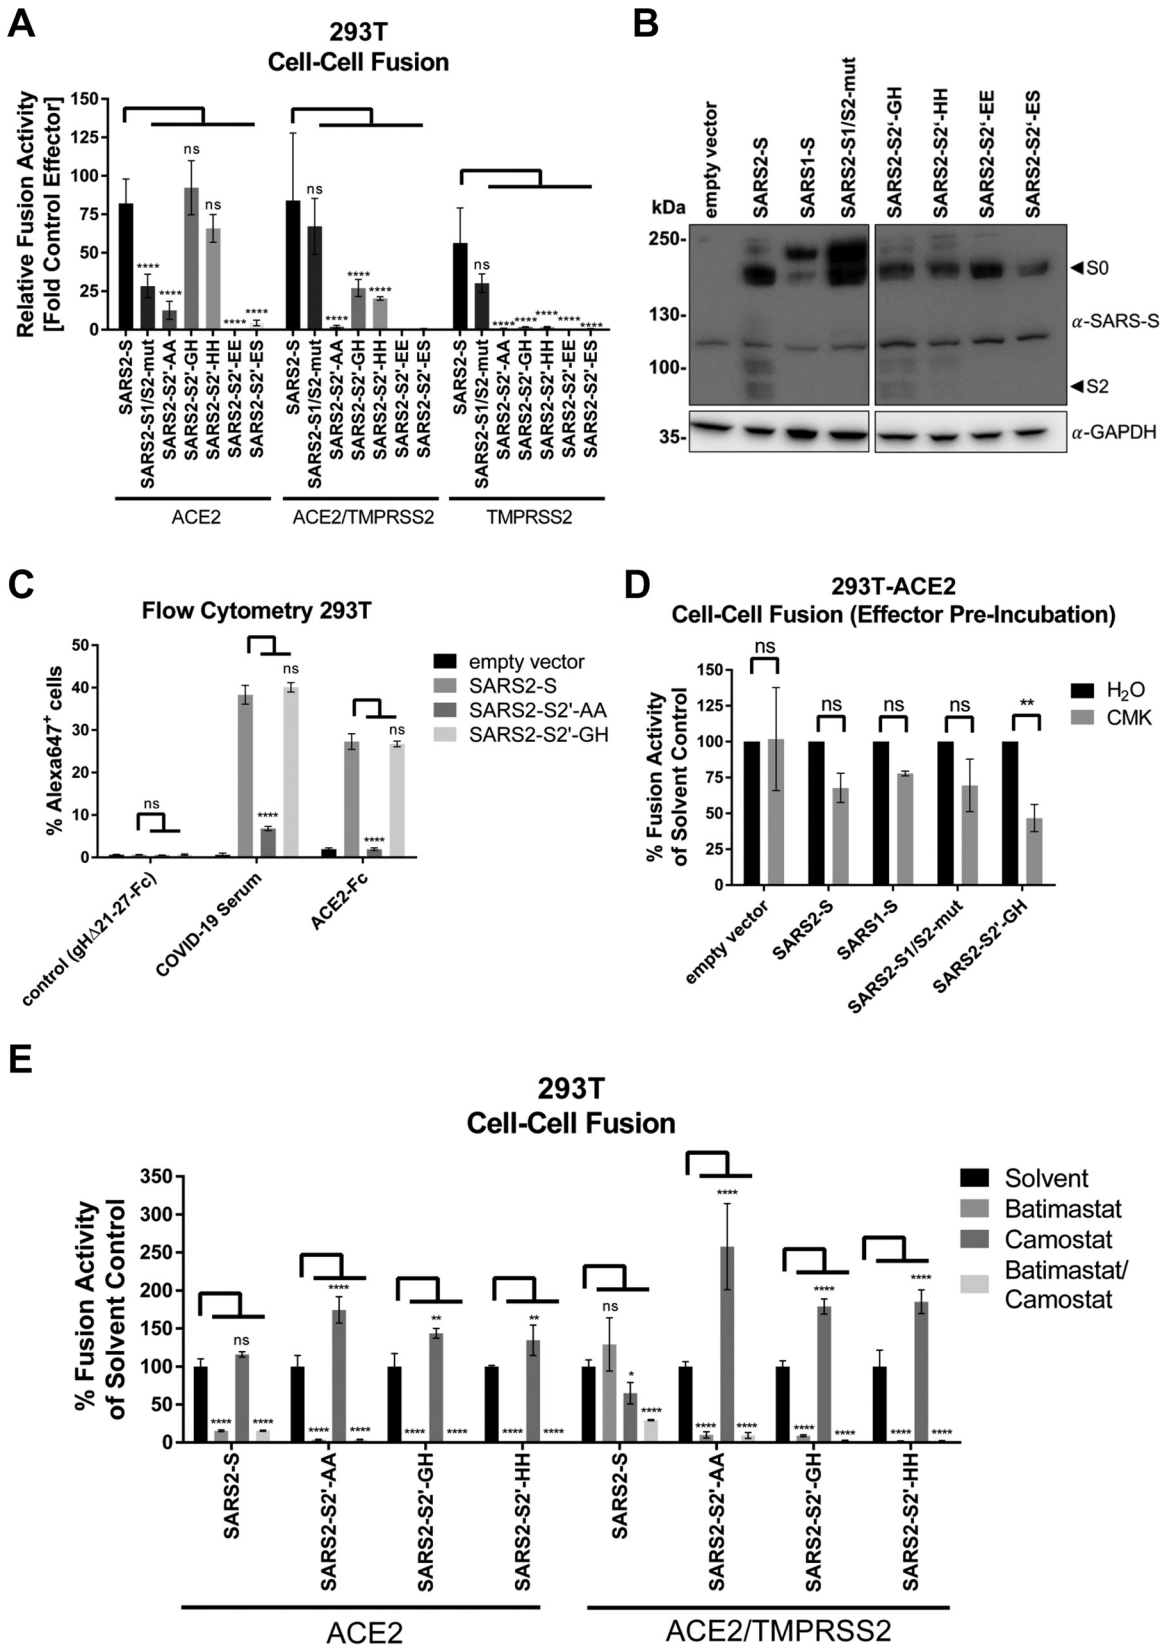 A
293T
Cell-Cell Fusion
Relative Fusion Activity
[Fold Control Effector]
150
100
75
50
25
0
ns
ns
ns
ns
ns
****
****
****
****
****
****
****
****
****
****
****
****
SARS2-S
SARS2-S1/S2-mut
SARS2-S2'-AA
SARS2-S2'-GH
SARS2-S2'-HH
SARS2-S2'-EE
SARS2-S2'-ES
SARS2-S
SARS2-S1/S2-mut
SARS2-S2'-AA
SARS2-S2'-GH
SARS2-S2'-HH
SARS2-S2'-EE
SARS2-S2'-ES
SARS2-S
SARS2-S1/S2-mut
SARS2-S2'-AA
SARS2-S2'-GH
SARS2-S2'-HH
SARS2-S2'-EE
SARS2-S2'-ES
ACE2
ACE2/TMPRSS2
TMPRSS2
B
empty vector
SARS2-S
SARS1-S
SARS2-S1/S2-mut
SARS2-S2'-GH
SARS2-S2'-HH
SARS2-S2'-EE
SARS2-S2'-ES
kDa
250-
130-
100-
35-
◄S0
α-SARS-S
◄S2
α-GAPDH
C
Flow Cytometry 293T
% Alexa647+ cells
50
40
30
20
10
0
ns
****
ns
****
ns
control (gHΔ21-27-Fc)
COVID-19 Serum
ACE2-Fc
empty vector
SARS2-S
SARS2-S2'-AA
SARS2-S2'-GH
D
293T-ACE2
Cell-Cell Fusion (Effector Pre-Incubation)
% Fusion Activity
of Solvent Control
150
125
100
75
50
25
0
ns
ns
ns
ns
**
empty vector
SARS2-S
SARS1-S
SARS2-S1/S2-mut
SARS2-S2'-GH
H2O
CMK
E
293T
Cell-Cell Fusion
% Fusion Activity
of Solvent Control
350
300
250
200
150
100
50
0
****
ns
****
****
****
****
****
**
****
****
**
****
ns
*
****
****
****
****
****
****
****
****
****
****
SARS2-S
SARS2-S2'-AA
SARS2-S2'-GH
SARS2-S2'-HH
SARS2-S
SARS2-S2'-AA
SARS2-S2'-GH
SARS2-S2'-HH
ACE2
ACE2/TMPRSS2
Solvent
Batimastat
Camostat
Batimastat/
Camostat